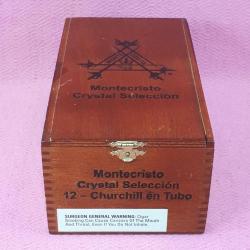 Montecristo
Crystal Selección
Montecristo
Crystal Selección
12 - Churchill en Tubo
SURGEON GENERAL WARNING: Cigar
Smoking Can Cause Cancers Of The Mouth
And Throat, Even If You Do Not Inhale.